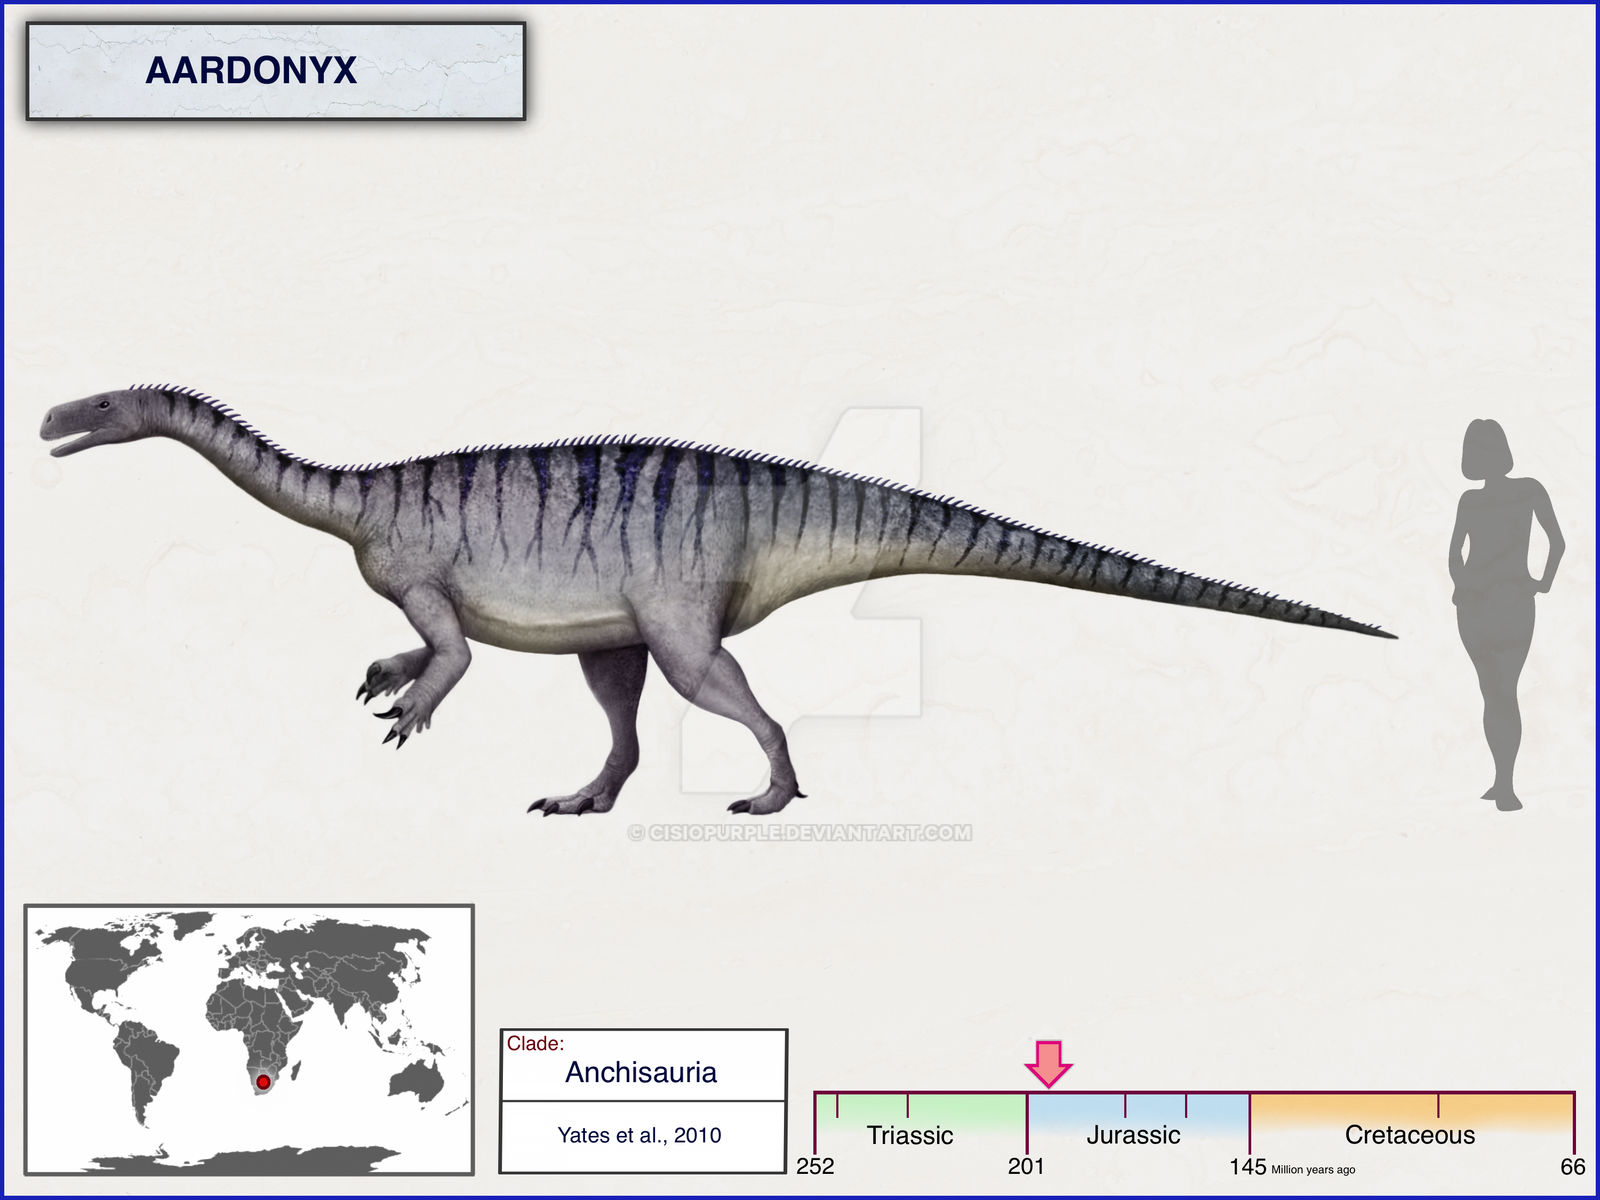 AARDONYX
© CISIOPURPLE.DEVIANTART.COM
Clade:
Anchisauria
Yates et al., 2010
Triassic Jurassic Cretaceous
252 201 145 Million years ago 66